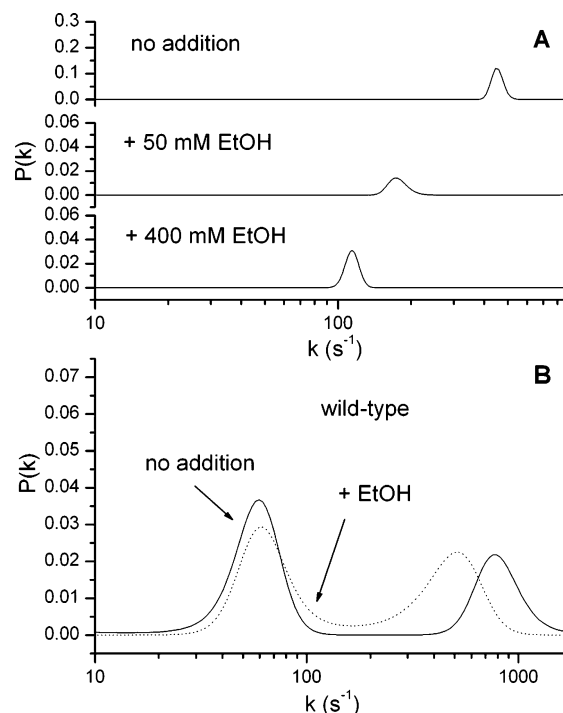 A
no addition
0.3
0.2
0.1
0.0
P(k)
+ 50 mM EtOH
0.06
0.04
0.02
0.00
+ 400 mM EtOH
0.06
0.04
0.02
0.00
10
100
k (s⁻¹)
B
wild-type
no addition
+ EtOH
P(k)
0.07
0.06
0.05
0.04
0.03
0.02
0.01
0.00
10
100
1000
k (s⁻¹)